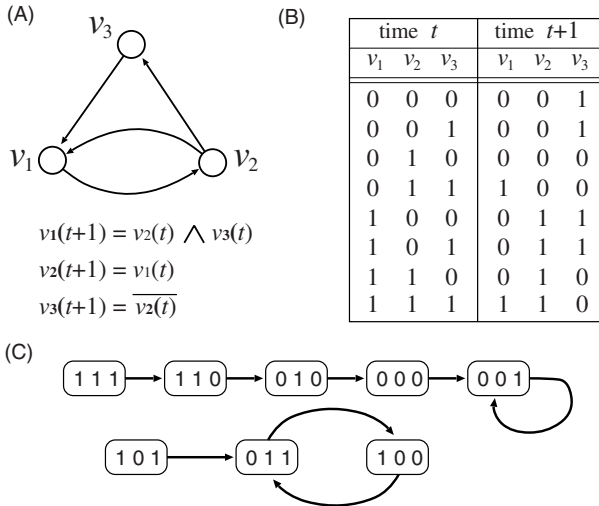 (A)
v3
v1
v2
v1(t+1) = v2(t) ∧ v3(t)
v2(t+1) = v1(t)
v3(t+1) = v̅2̅(̅t̅)̅
(B)
time t time t+1
v1 v2 v3 v1 v2 v3
0 0 0 0 0 1
0 0 1 0 0 1
0 1 0 0 0 0
0 1 1 1 0 0
1 0 0 0 1 1
1 0 1 0 1 1
1 1 0 0 1 0
1 1 1 1 1 0
(C)
1 1 1 1 1 0 0 1 0 0 0 0 0 0 1
1 0 1 0 1 1 1 0 0